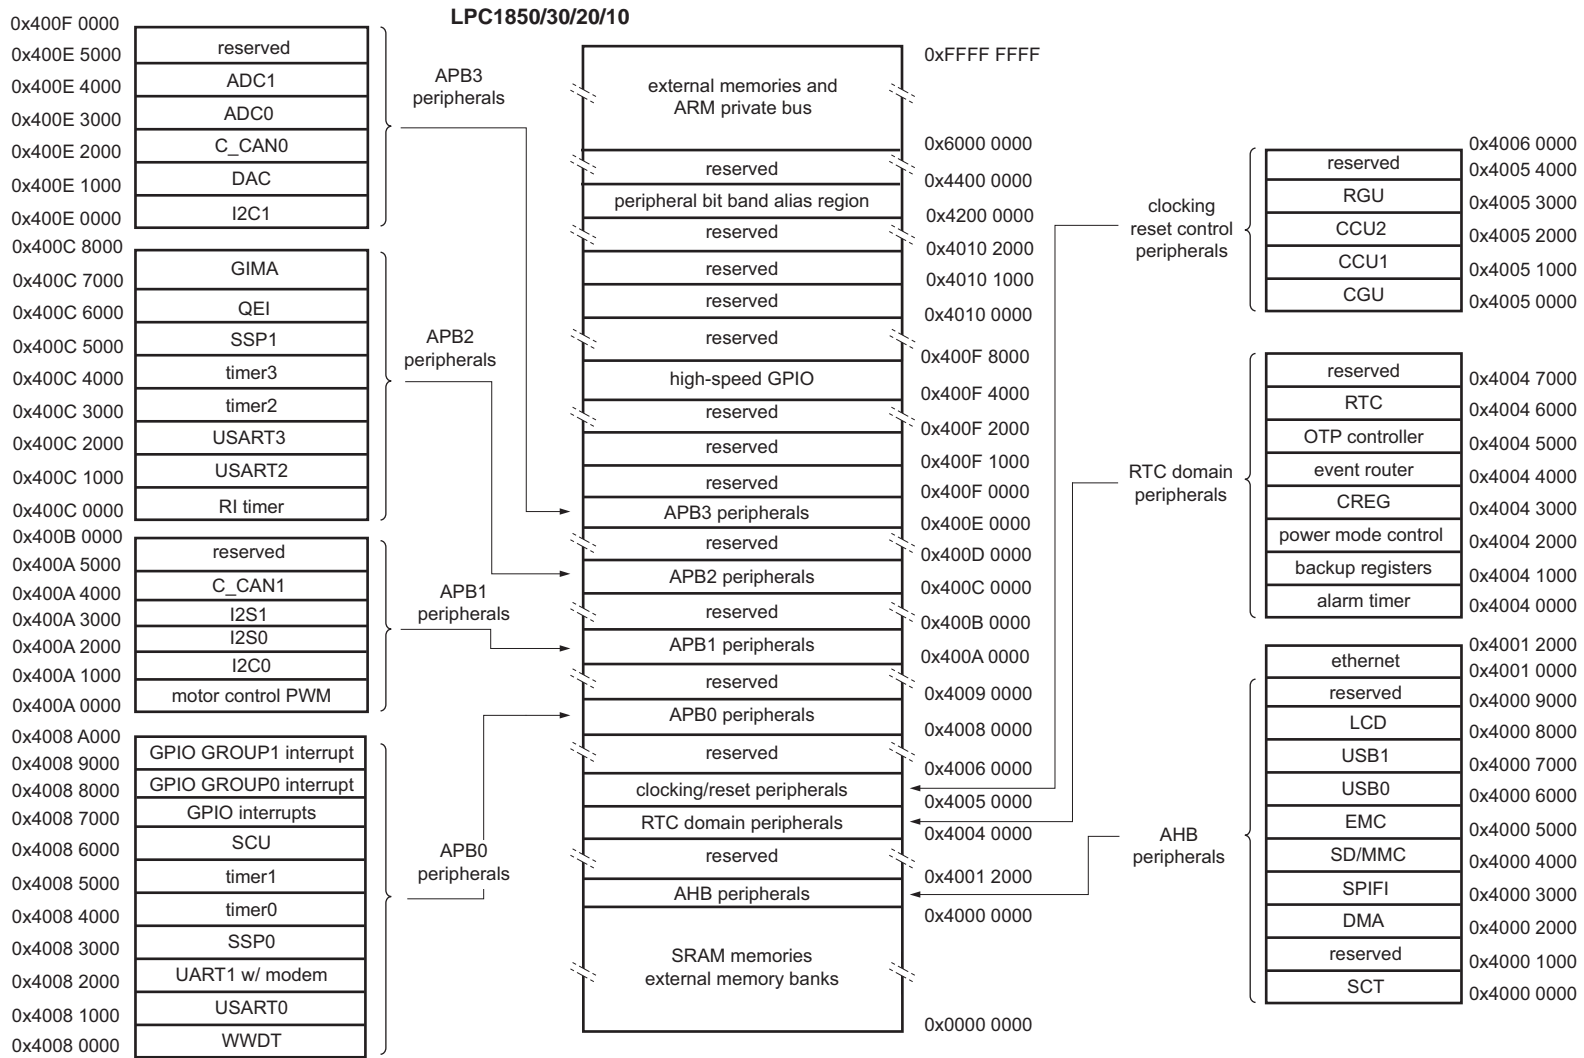 LPC1850/30/20/10
0x400F 0000
reserved
0x400E 5000
ADC1
0x400E 4000
ADC0
0x400E 3000
C_CAN0
0x400E 2000
DAC
0x400E 1000
I2C1
0x400E 0000
APB3
peripherals
0x400C 8000
GIMA
0x400C 7000
QEI
0x400C 6000
SSP1
0x400C 5000
timer3
0x400C 4000
timer2
0x400C 3000
USART3
0x400C 2000
USART2
0x400C 1000
RI timer
0x400C 0000
APB2
peripherals
0x400B 0000
reserved
0x400A 5000
C_CAN1
0x400A 4000
I2S1
0x400A 3000
I2S0
0x400A 2000
I2C0
0x400A 1000
motor control PWM
0x400A 0000
APB1
peripherals
0x4008 A000
GPIO GROUP1 interrupt
0x4008 9000
GPIO GROUP0 interrupt
0x4008 8000
GPIO interrupts
0x4008 7000
SCU
0x4008 6000
timer1
0x4008 5000
timer0
0x4008 4000
SSP0
0x4008 3000
UART1 w/ modem
0x4008 2000
USART0
0x4008 1000
WWDT
0x4008 0000
APB0
peripherals
0xFFFF FFFF
external memories and
ARM private bus
0x6000 0000
reserved
0x4400 0000
peripheral bit band alias region
0x4200 0000
reserved
0x4010 2000
reserved
0x4010 1000
reserved
0x4010 0000
reserved
0x400F 8000
high-speed GPIO
0x400F 4000
reserved
0x400F 2000
reserved
0x400F 1000
reserved
0x400F 0000
APB3 peripherals
0x400E 0000
reserved
0x400D 0000
APB2 peripherals
0x400C 0000
reserved
0x400B 0000
APB1 peripherals
0x400A 0000
reserved
0x4009 0000
APB0 peripherals
0x4008 0000
reserved
0x4006 0000
clocking/reset peripherals
0x4005 0000
RTC domain peripherals
0x4004 0000
reserved
0x4001 2000
AHB peripherals
0x4000 0000
SRAM memories
external memory banks
0x0000 0000
clocking
reset control
peripherals
0x4006 0000
reserved
0x4005 4000
RGU
0x4005 3000
CCU2
0x4005 2000
CCU1
0x4005 1000
CGU
0x4005 0000
RTC domain
peripherals
reserved
0x4004 7000
RTC
0x4004 6000
OTP controller
0x4004 5000
event router
0x4004 4000
CREG
0x4004 3000
power mode control
0x4004 2000
backup registers
0x4004 1000
alarm timer
0x4004 0000
AHB
peripherals
0x4001 2000
ethernet
0x4001 0000
reserved
0x4000 9000
LCD
0x4000 8000
USB1
0x4000 7000
USB0
0x4000 6000
EMC
0x4000 5000
SD/MMC
0x4000 4000
SPIFI
0x4000 3000
DMA
0x4000 2000
reserved
0x4000 1000
SCT
0x4000 0000